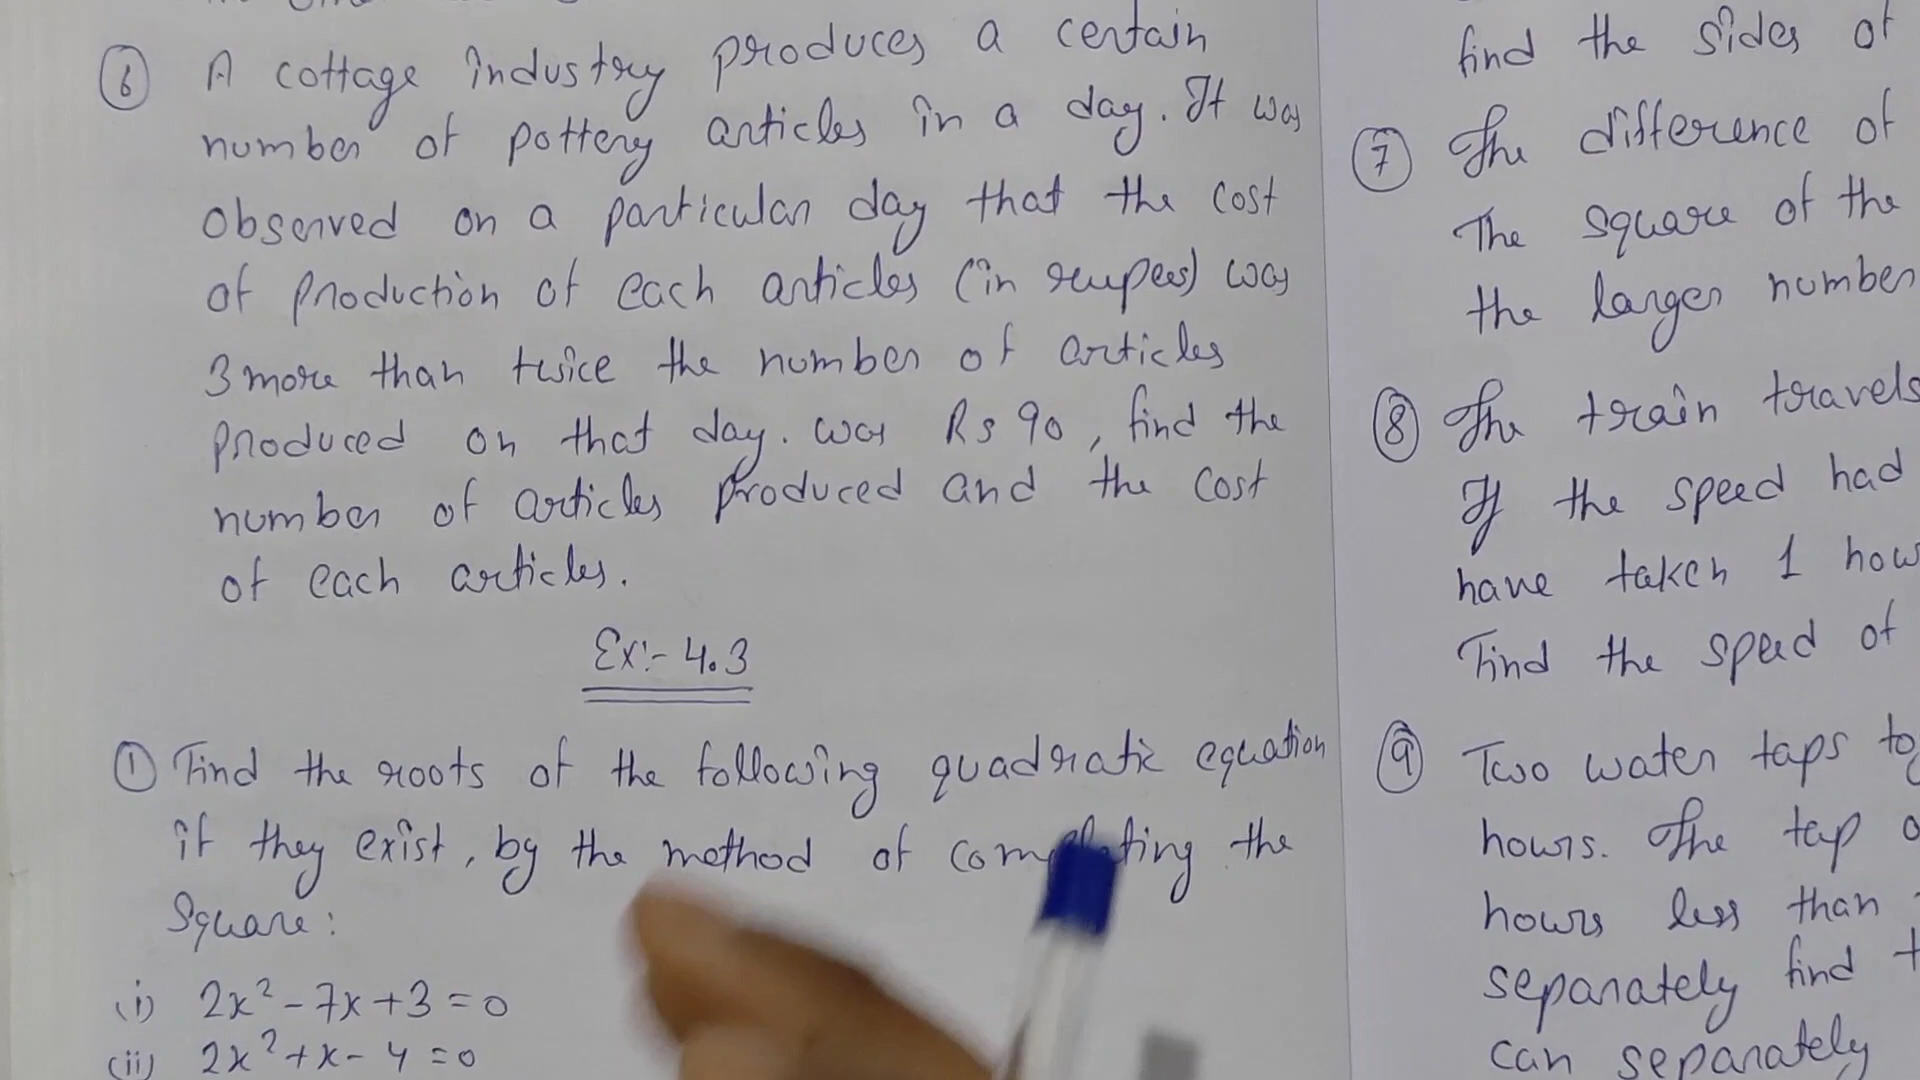 ⑥ A cottage industry produces a certain
number of pottery articles in a day. It was
observed on a particular day that the cost
of production of each articles (in rupees) was
3 more than twice the number of articles
produced on that day. was Rs 90, find the
number of articles produced and the cost
of each articles.
Ex:- 4.3
① Find the roots of the following quadratic equation
if they exist, by the method of completing the
Square:
(i) 2x² - 7x + 3 = 0
(ii) 2x² + x - 4 = 0
find the sides of
⑦ The difference of
The square of the
the larger number
⑧ The train travels
If the speed had
have taken 1
Find the speed of
⑨ Two water taps
hours. The tap
hours less than
separately find
can separately